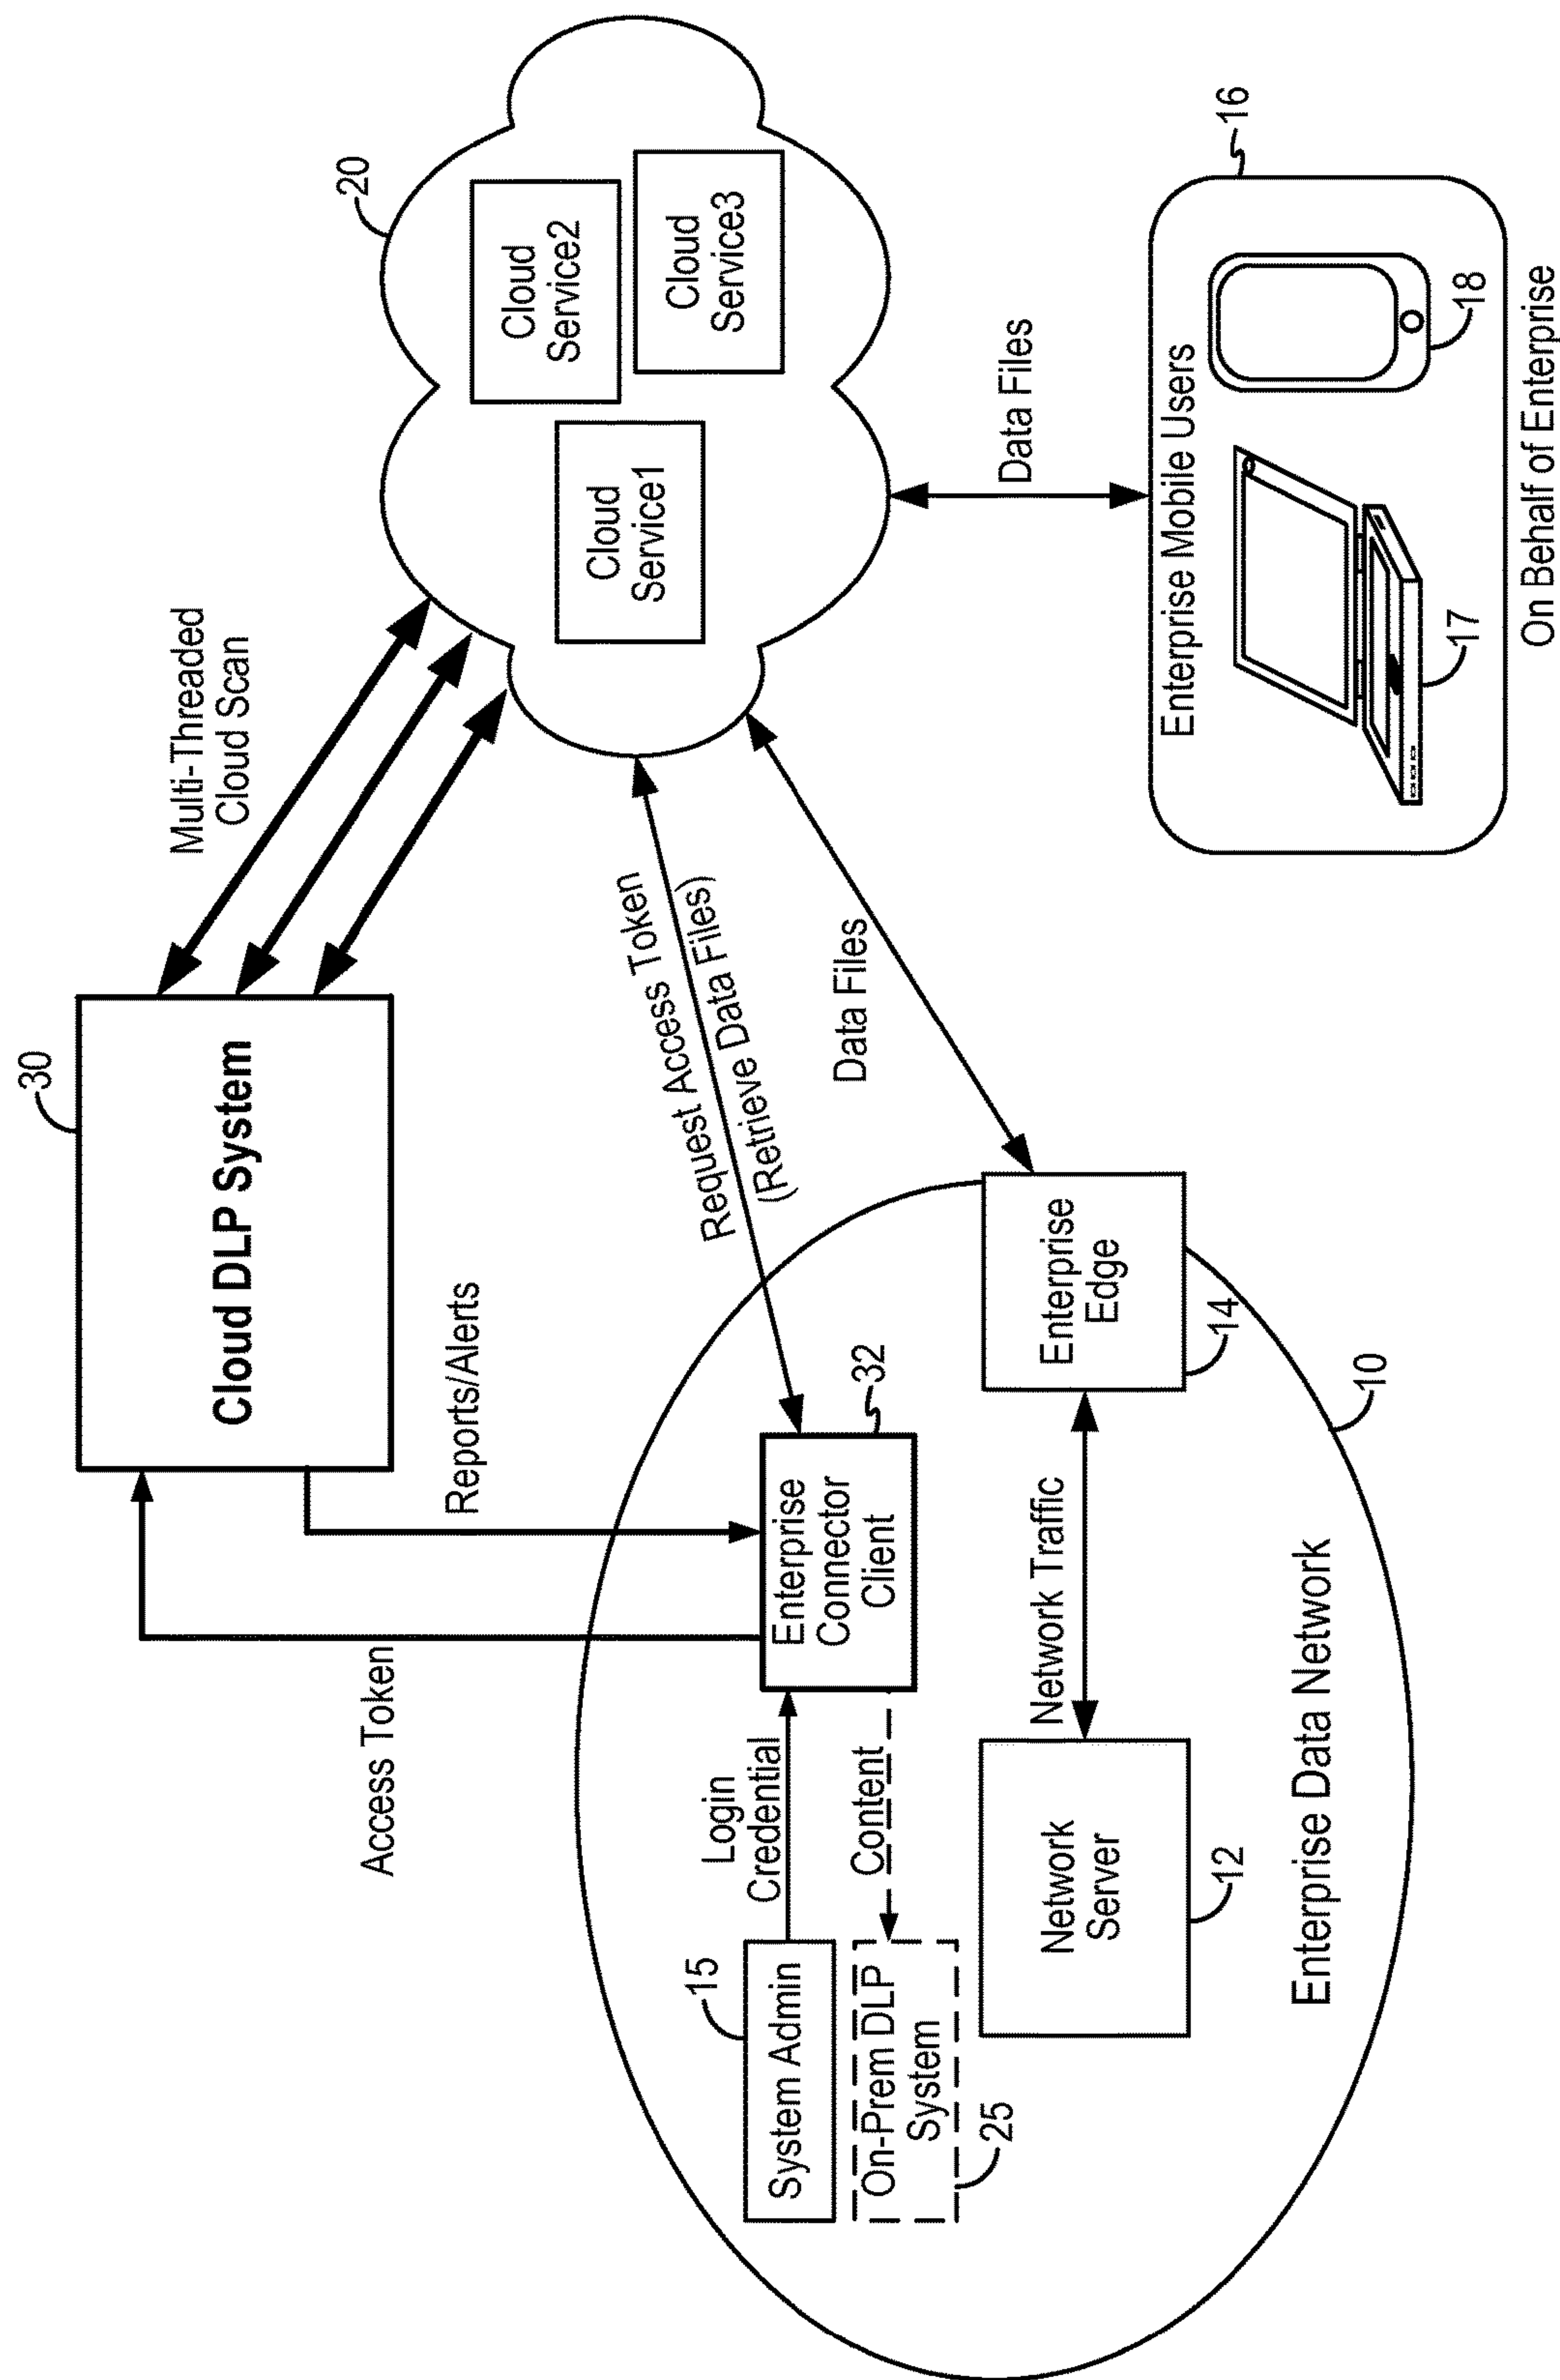 30
Cloud DLP System
Multi-Threaded
Cloud Scan
20
Cloud
Service1
Cloud
Service2
Cloud
Service3
Access Token
Reports/Alerts
Request Access Token
(Retrieve Data Files)
Data Files
Data Files
15
System Admin
Login
Credential
Enterprise
Connector
Client
32
On-Prem DLP
System
25
Content
Network
Server
12
Network Traffic
Enterprise
Edge
14
10
Enterprise Data Network
16
Enterprise Mobile Users
17
18
On Behalf of Enterprise